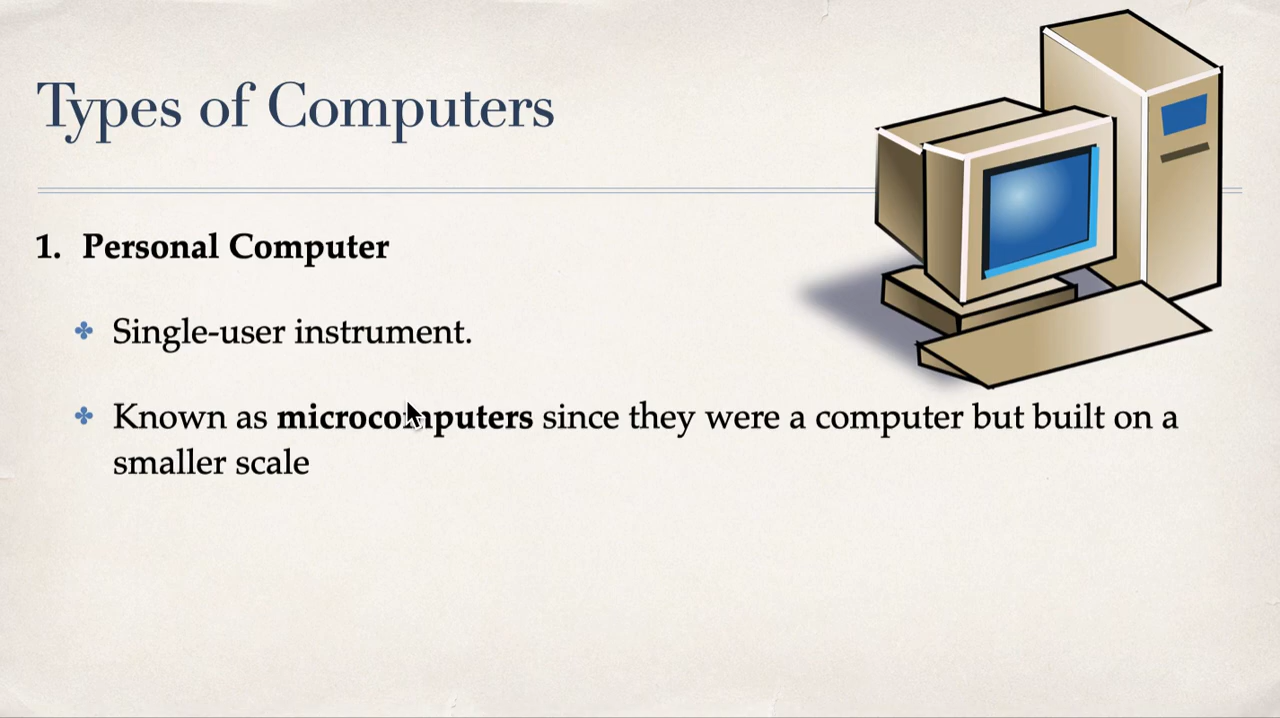 Types of Computers
1. Personal Computer
Single-user instrument.
Known as microcomputers since they were a computer but built on a
smaller scale